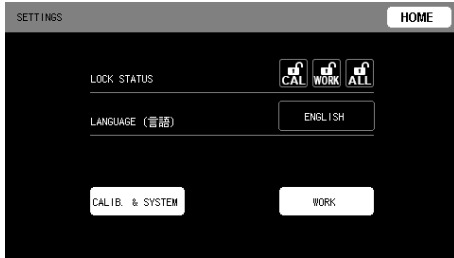 SETTINGS HOME
LOCK STATUS CAL WORK ALL
LANGUAGE (言語) ENGLISH
CALIB. & SYSTEM WORK